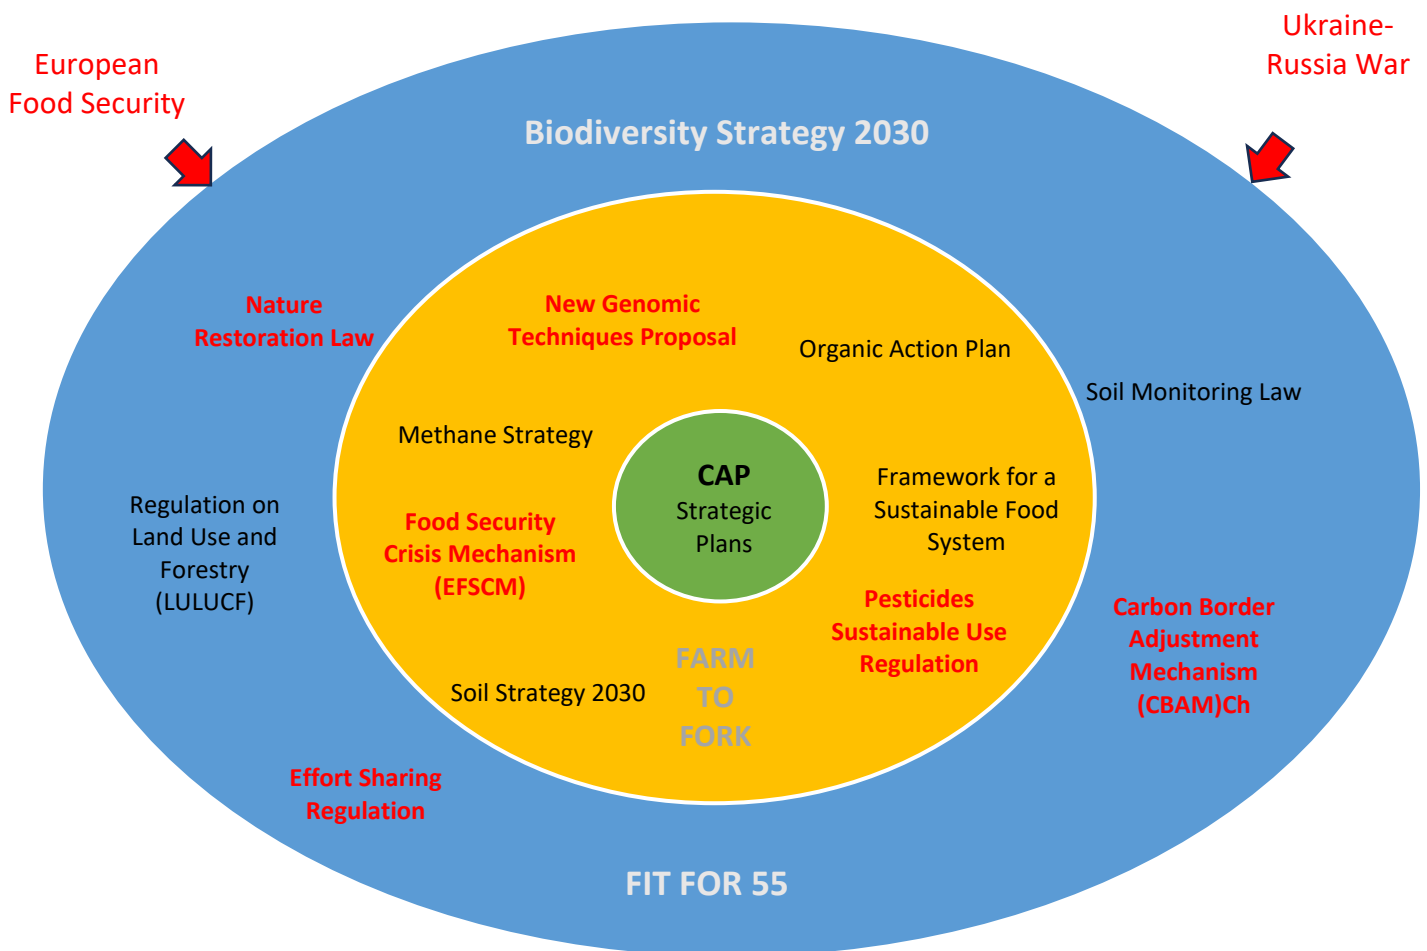 European
Food Security
Ukraine-
Russia War
Biodiversity Strategy 2030
Nature
Restoration Law
New Genomic
Techniques Proposal
Organic Action Plan
Soil Monitoring Law
Methane Strategy
CAP
Strategic
Plans
Framework for a
Sustainable Food
System
Regulation on
Land Use and
Forestry
(LULUCF)
Food Security
Crisis Mechanism
(EFSCM)
Pesticides
Sustainable Use
Regulation
Carbon Border
Adjustment
Mechanism
(CBAM)Ch
FARM
TO
FORK
Soil Strategy 2030
Effort Sharing
Regulation
FIT FOR 55